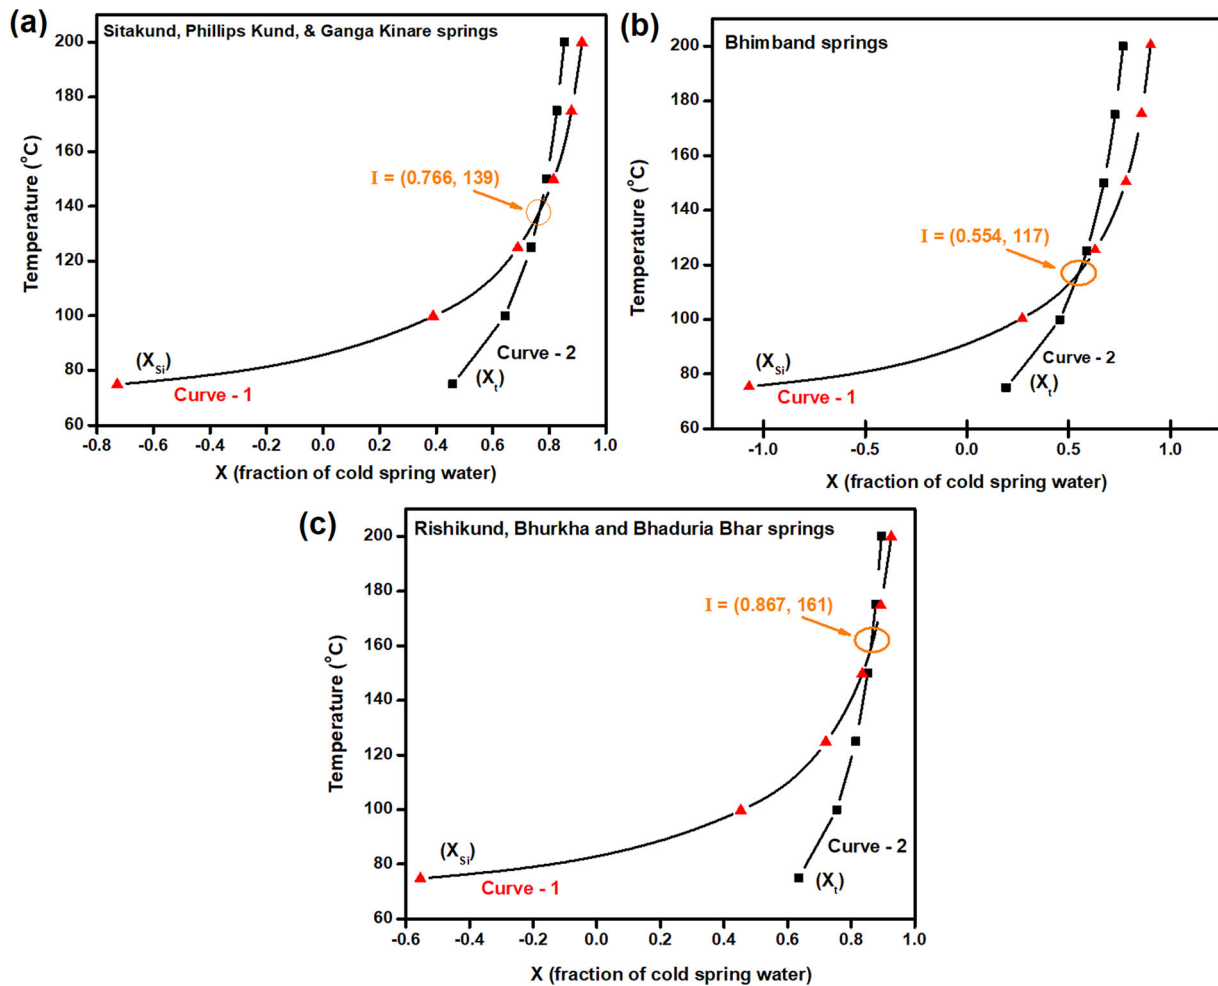 (a)
Sitakund, Phillips Kund, & Ganga Kinare springs
200
180
160
140
120
100
80
60
Temperature (°C)
I = (0.766, 139)
(X_Si)
Curve - 1
Curve - 2
(X_t)
-0.8 -0.6 -0.4 -0.2 0.0 0.2 0.4 0.6 0.8 1.0
X (fraction of cold spring water)
(b)
Bhimband springs
200
180
160
140
120
100
80
60
Temperature (°C)
I = (0.554, 117)
(X_Si)
Curve - 1
Curve - 2
(X_t)
-1.0 -0.5 0.0 0.5 1.0
X (fraction of cold spring water)
(c)
Rishikund, Bhurkha and Bhaduria Bhar springs
200
180
160
140
120
100
80
60
Temperature (°C)
I = (0.867, 161)
(X_Si)
Curve - 1
Curve - 2
(X_t)
-0.6 -0.4 -0.2 0.0 0.2 0.4 0.6 0.8 1.0
X (fraction of cold spring water)